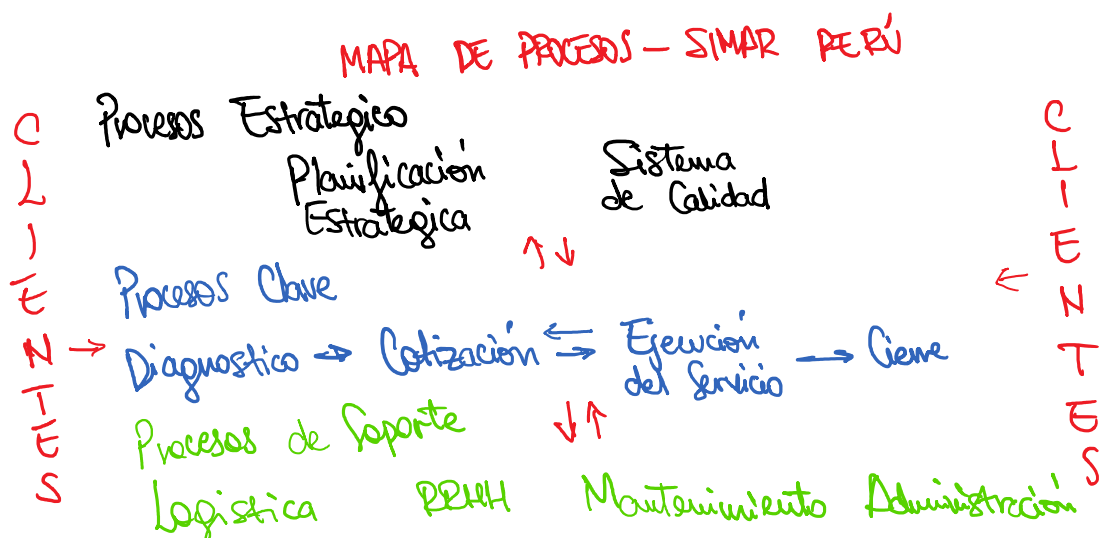 MAPA DE PROCESOS - SIMAR PERÚ
CLIENTES
Procesos Estrategico
Planificación
Estrategica
Sistema
de Calidad
Procesos Clave
Diagnostico → Cotización ⇄ Ejecución
del Servicio → Cierre
Procesos de Soporte
Logistica RRHH Mantenimiento Administración
CLIENTES